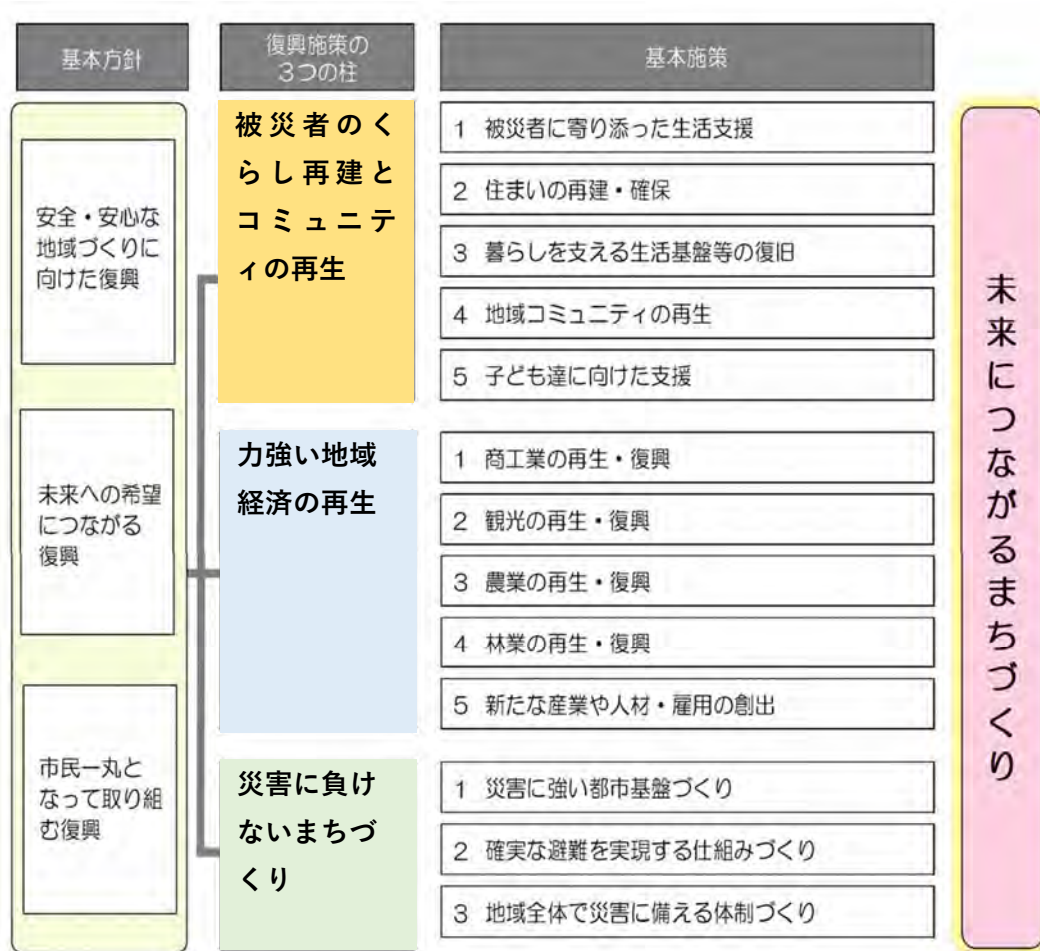 基本方針
復興施策の
3つの柱
基本施策
安全・安心な
地域づくりに
向けた復興
未来への希望
につながる
復興
市民一丸と
なって取り組
む復興
被災者のく
らし再建と
コミュニテ
ィの再生
1 被災者に寄り添った生活支援
2 住まいの再建・確保
3 暮らしを支える生活基盤等の復旧
4 地域コミュニティの再生
5 子ども達に向けた支援
力強い地域
経済の再生
1 商工業の再生・復興
2 観光の再生・復興
3 農業の再生・復興
4 林業の再生・復興
5 新たな産業や人材・雇用の創出
災害に負け
ないまちづ
くり
1 災害に強い都市基盤づくり
2 確実な避難を実現する仕組みづくり
3 地域全体で災害に備える体制づくり
未来につながるまちづくり